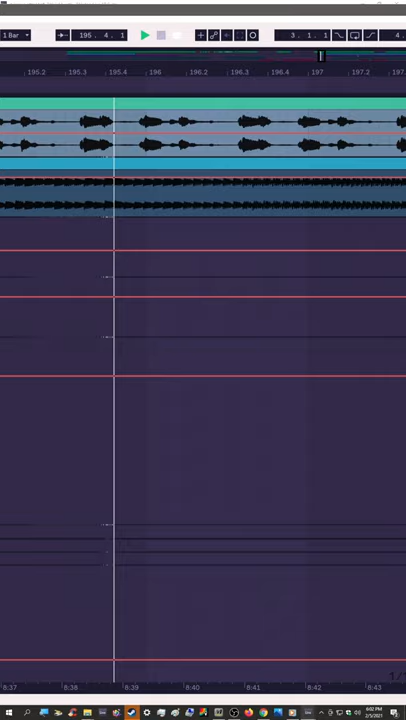 1 Bar 195. 4. 1 3. 1. 1 4.
195.2 195.3 195.4 196 196.2 196.3 196.4 197 197.2 197.
8:37 8:38 8:39 8:40 8:41 8:42 8:43
6:02 PM
2/5/2021